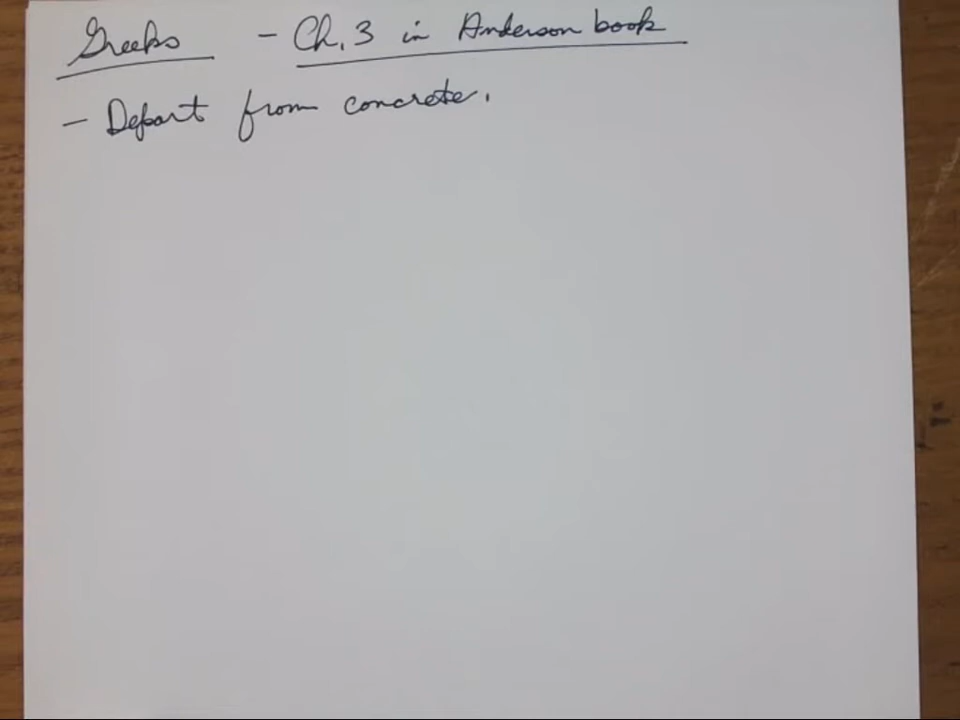 Greeks - Ch. 3 in Anderson book
- Depart from concrete.